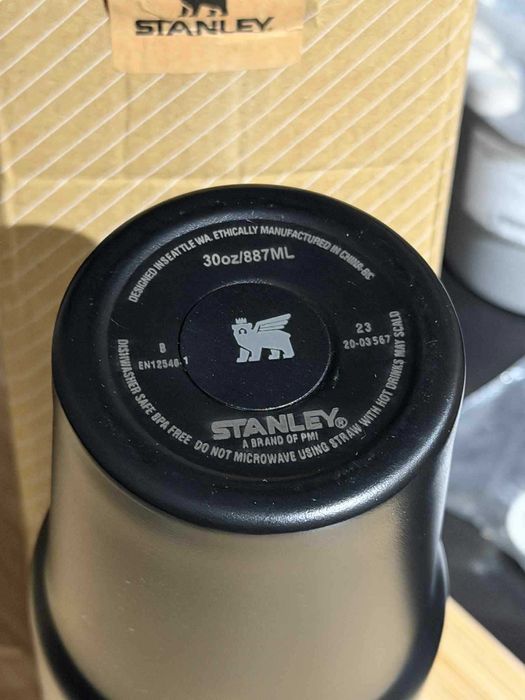 STANLEY
DESIGNED IN SEATTLE WA. ETHICALLY MANUFACTURED IN CHINA-BC
30oz/887ML
B
EN12546-1
23
20-03567
STANLEY®
A BRAND OF PMI
DISHWASHER SAFE BPA FREE DO NOT MICROWAVE USING STRAW WITH HOT DRINKS MAY SCALD